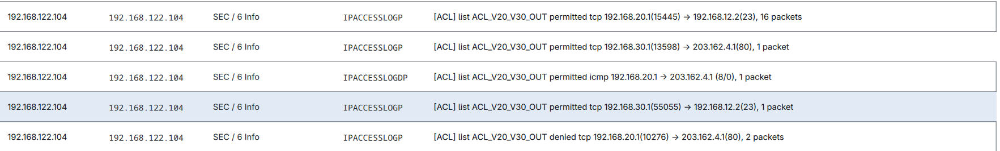 192.168.122.104 192.168.122.104 SEC / 6 Info IPACCESSLOGP [ACL] list ACL_V20_V30_OUT permitted tcp 192.168.20.1(15445) → 192.168.12.2(23), 16 packets
192.168.122.104 192.168.122.104 SEC / 6 Info IPACCESSLOGP [ACL] list ACL_V20_V30_OUT permitted tcp 192.168.30.1(13598) → 203.162.4.1(80), 1 packet
192.168.122.104 192.168.122.104 SEC / 6 Info IPACCESSLOGDP [ACL] list ACL_V20_V30_OUT permitted icmp 192.168.20.1 → 203.162.4.1 (8/0), 1 packet
192.168.122.104 192.168.122.104 SEC / 6 Info IPACCESSLOGP [ACL] list ACL_V20_V30_OUT permitted tcp 192.168.30.1(55055) → 192.168.12.2(23), 1 packet
192.168.122.104 192.168.122.104 SEC / 6 Info IPACCESSLOGP [ACL] list ACL_V20_V30_OUT denied tcp 192.168.20.1(10276) → 203.162.4.1(80), 2 packets